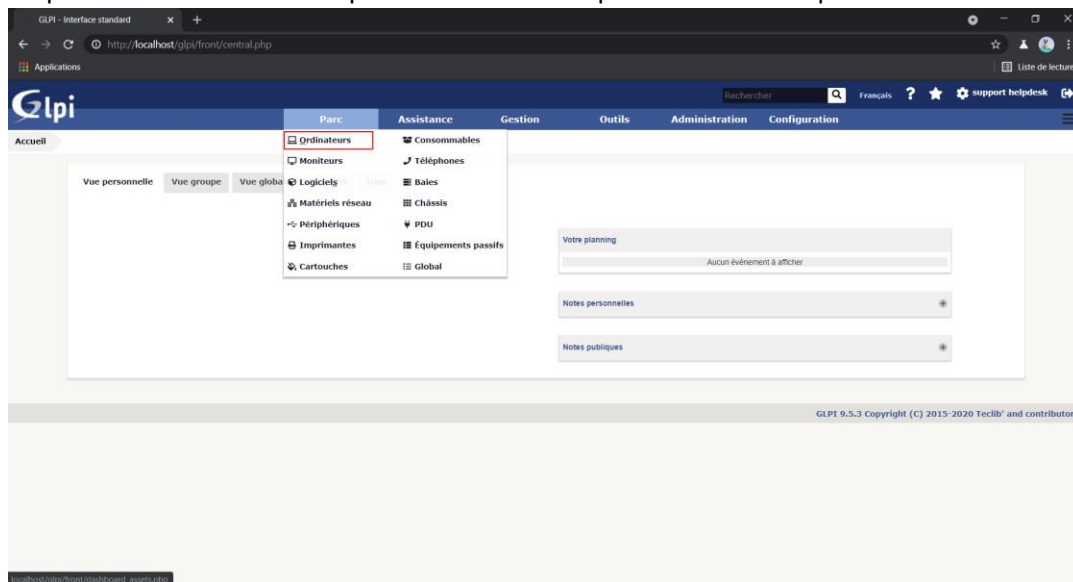 GLPI - Interface standard
http://localhost/glpi/front/central.php
Applications
Liste de lecture
Glpi
Rechercher
Français
?
support helpdesk
Parc Assistance Gestion Outils Administration Configuration
Accueil
Ordinateurs Consommables
Moniteurs Téléphones
Vue personnelle Vue groupe Vue globa
Logiciels Baies
Matériels réseau Châssis
Périphériques PDU
Imprimantes Équipements passifs
Cartouches Global
Votre planning
Aucun évènement à afficher
Notes personnelles
Notes publiques
GLPI 9.5.3 Copyright (C) 2015-2020 Teclib' and contributor
localhost/glpi/front/dashboard_assets.php